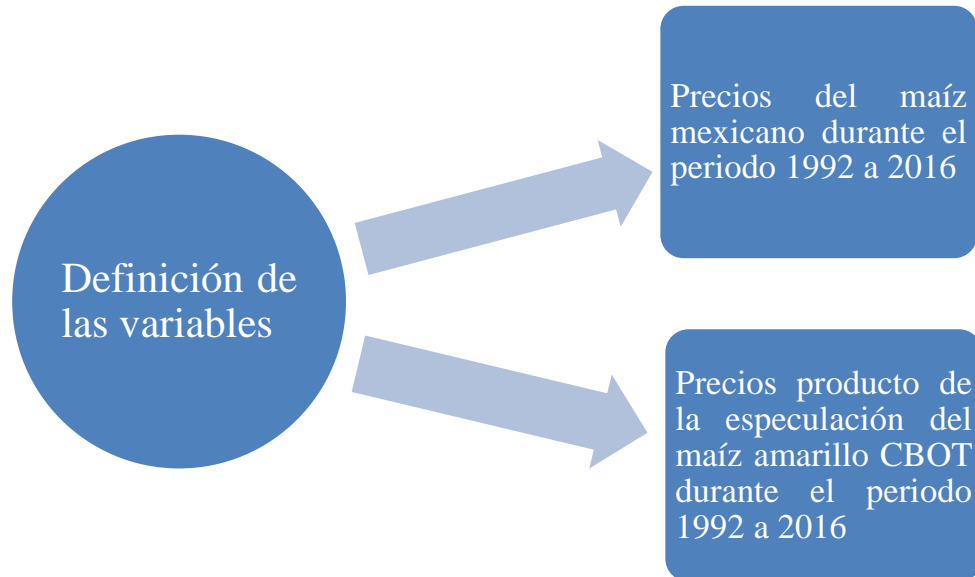 Definición de
las variables
Precios del maíz
mexicano durante el
periodo 1992 a 2016
Precios producto de
la especulación del
maíz amarillo CBOT
durante el periodo
1992 a 2016